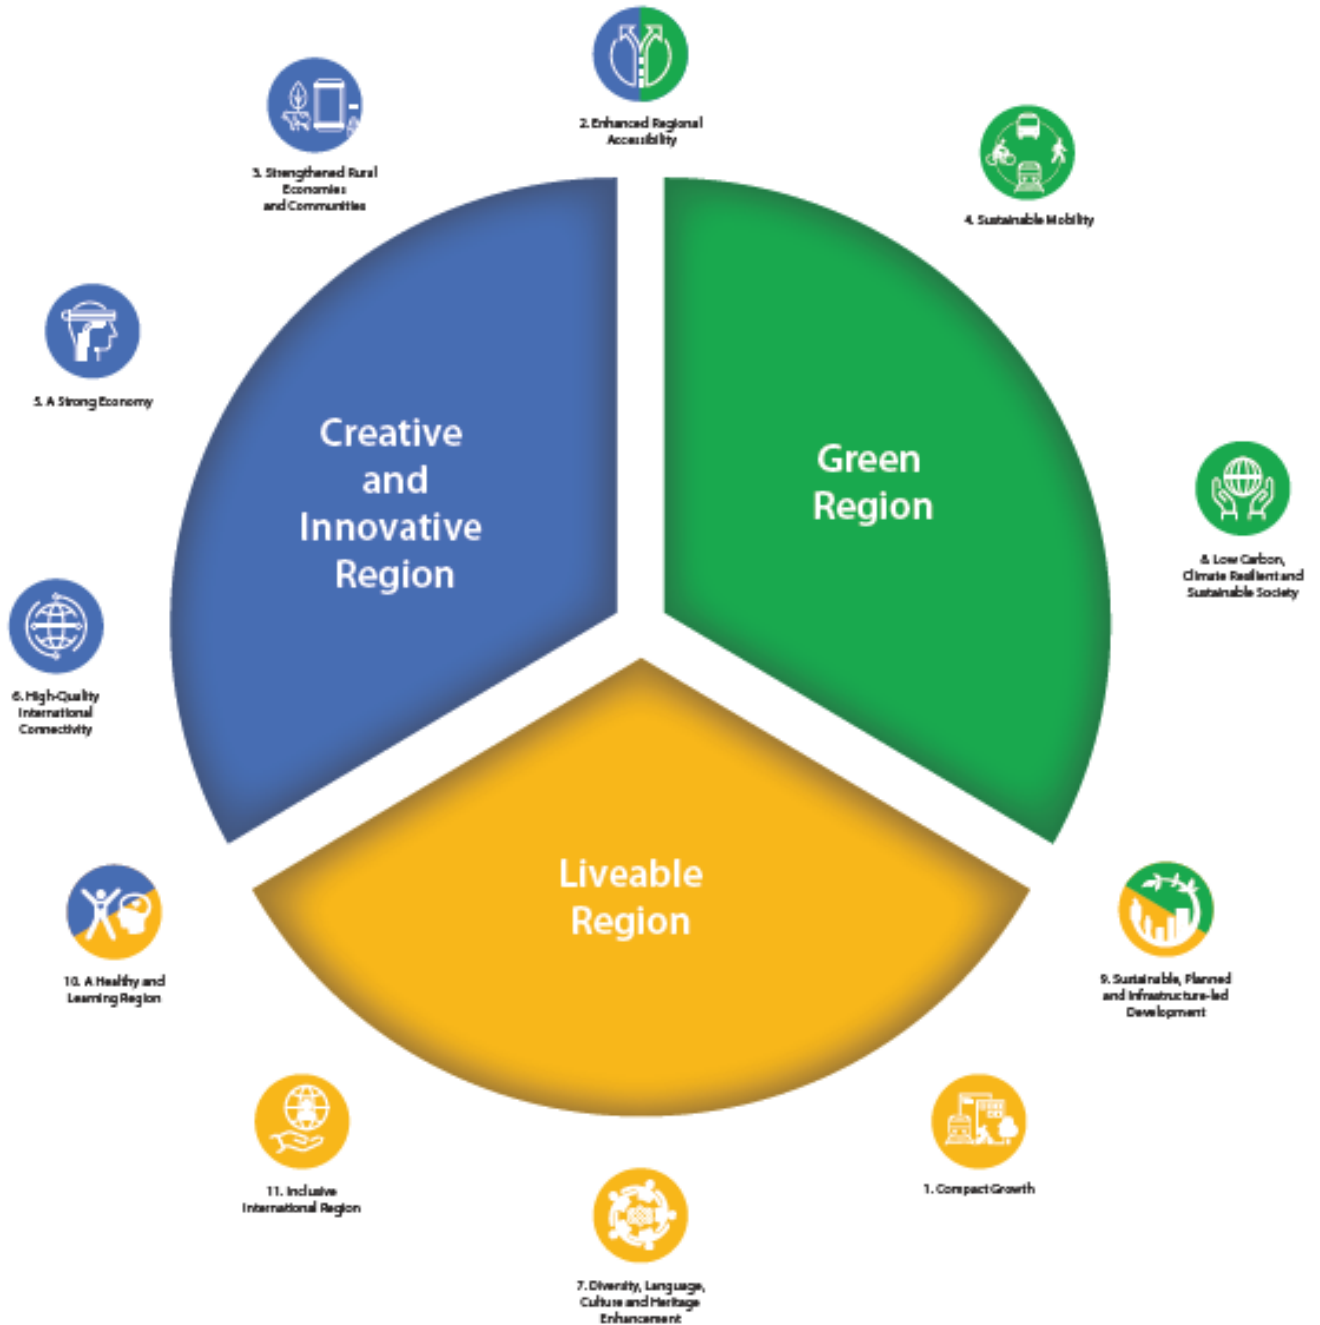 2. Enhanced Regional
Accessibility
3. Strengthened Rural
Economies
and Communities
4. Sustainable Mobility
5. A Strong Economy
Creative
and
Innovative
Region
Green
Region
8. Low Carbon,
Climate Resilient and
Sustainable Society
6. High-Quality
International
Connectivity
Liveable
Region
10. A Healthy and
Learning Region
9. Sustainable, Planned
and Infrastructure-led
Development
11. Inclusive
International Region
1. Compact Growth
7. Diversity, Language,
Culture and Heritage
Enhancement